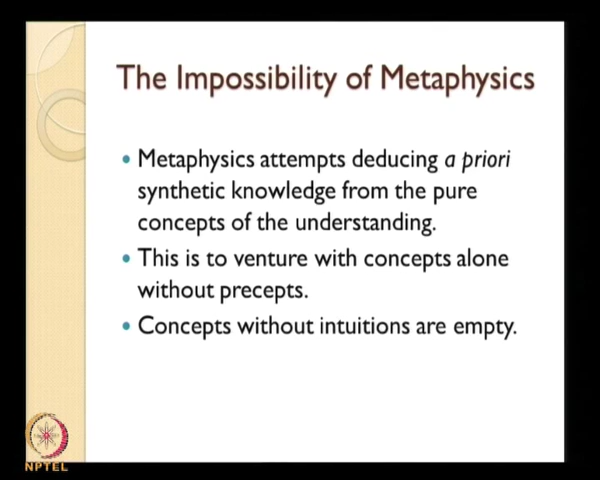 The Impossibility of Metaphysics
• Metaphysics attempts deducing a priori
synthetic knowledge from the pure
concepts of the understanding.
• This is to venture with concepts alone
without precepts.
• Concepts without intuitions are empty.
NPTEL